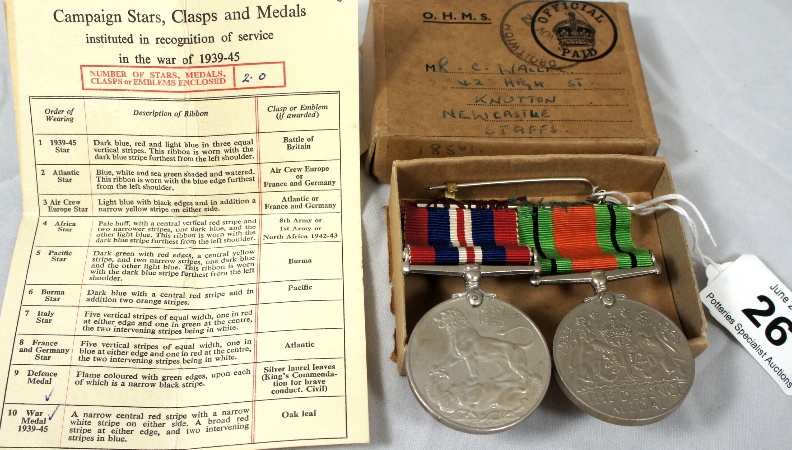 Campaign Stars, Clasps and Medals
instituted in recognition of service
in the war of 1939-45
NUMBER OF STARS, MEDALS,
CLASPS or EMBLEMS ENCLOSED
2-0
Order of
Wearing
Description of Ribbon
Clasp or Emblem
(if awarded)
1 1939-45
Star
Dark blue, red and light blue in three equal
vertical stripes. This ribbon is worn with the
dark blue stripe furthest from the left shoulder.
Battle of
Britain
2 Atlantic
Star
Blue, white and sea green shaded and watered.
This ribbon is worn with the blue edge furthest
from the left shoulder.
Air Crew Europe
or
France and Germany
3 Air Crew
Europe Star
Light blue with black edges and in addition a
narrow yellow stripe on either side.
Atlantic or
France and Germany
4 Africa
Star
Pale buff, with a central vertical red stripe and
two narrower stripes, one dark blue, and the
other light blue. This ribbon is worn with the
dark blue stripe furthest from the left shoulder.
8th Army or
1st Army or
North Africa 1942-43
5 Pacific
Star
Dark green with red edges, a central yellow
stripe, and two narrow stripes, one dark blue
and the other light blue. This ribbon is worn
with the dark blue stripe furthest from the left
shoulder.
Burma
6 Burma
Star
Dark blue with a central red stripe and in
addition two orange stripes.
Pacific
7 Italy
Star
Five vertical stripes of equal width, one in red
at either edge and one in green at the centre,
the two intervening stripes being in white.
8 France
and Germany
Star
Five vertical stripes of equal width, one in
blue at either edge and one in red at the centre,
the two intervening stripes being in white.
Atlantic
9 Defence
Medal
Flame coloured with green edges, upon each
of which is a narrow black stripe.
Silver laurel leaves
(King's Commenda-
tion for brave
conduct. Civil)
10 War
Medal
1939-45
A narrow central red stripe with a narrow
white stripe on either side. A broad red
stripe at either edge, and two intervening
stripes in blue.
Oak leaf
O.H.M.S.
OFFICIAL
PAID
DROITWICH
MR. C.
42 HIGH ST
KNUTTON
NEWCASTLE
STAFFS
June 2
26
Potteries Specialist Auctions